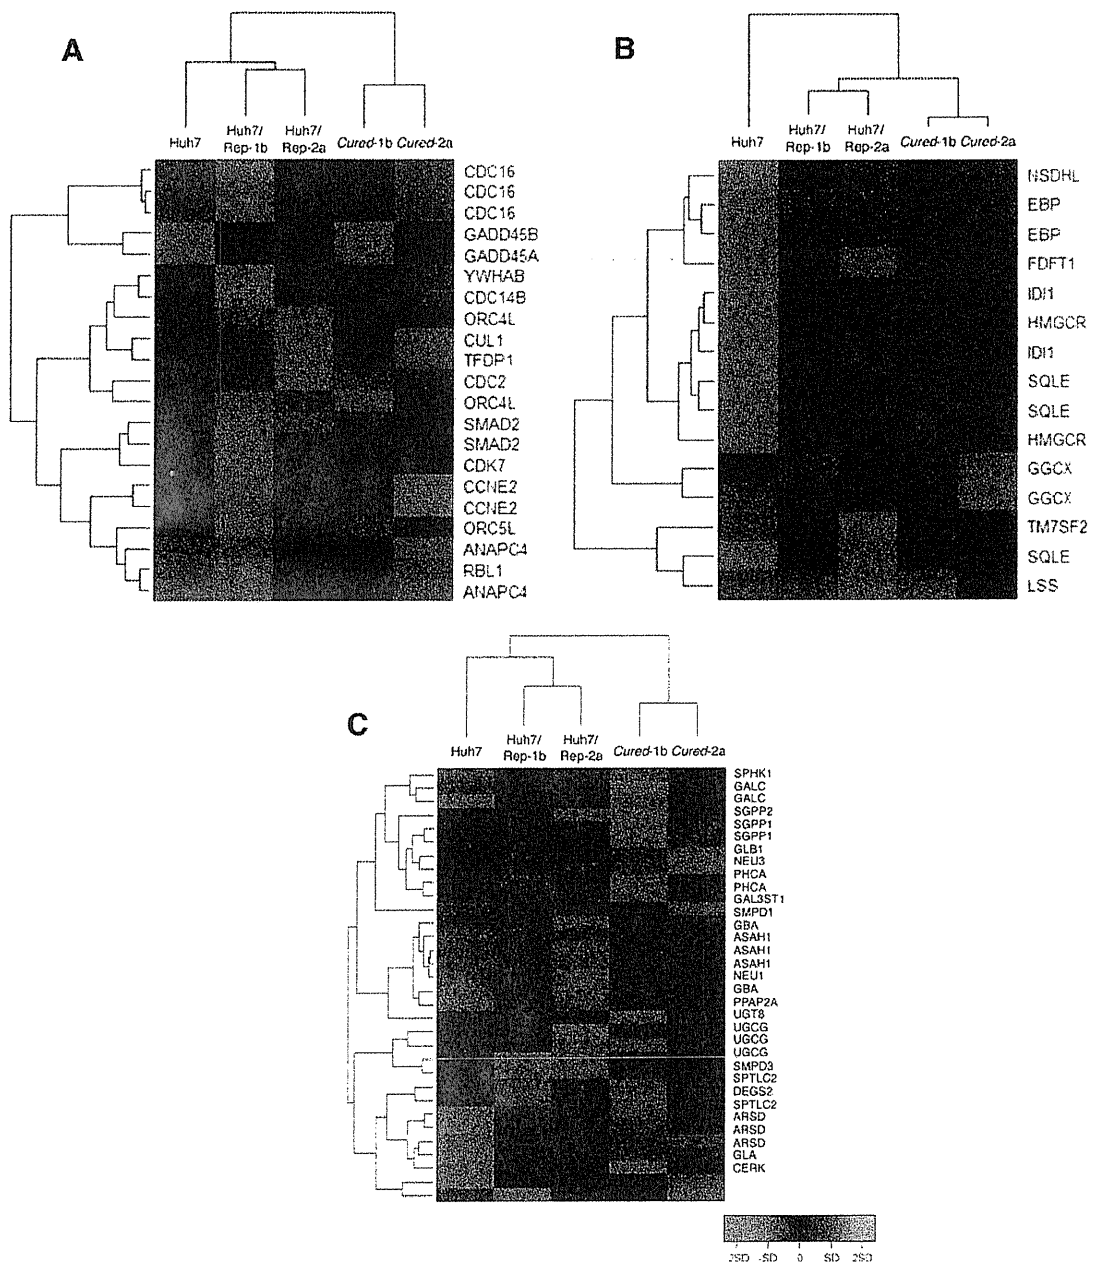 A
Huh7
Huh7/
Rep-1b
Huh7/
Rep-2a
Cured-1b
Cured-2a
CDC16
CDC16
CDC16
GADD45B
GADD45A
YWHAB
CDC14B
ORC4L
CUL1
TFDP1
CDC2
ORC4L
SMAD2
SMAD2
CDK7
CCNE2
CCNE2
ORC5L
ANAPC4
RBL1
ANAPC4
B
Huh7
Huh7/
Rep-1b
Huh7/
Rep-2a
Cured-1b
Cured-2a
NSDHL
EBP
EBP
FDFT1
IDI1
HMGCR
IDI1
SQLE
SQLE
HMGCR
GGCX
GGCX
TM7SF2
SQLE
LSS
C
Huh7
Huh7/
Rep-1b
Huh7/
Rep-2a
Cured-1b
Cured-2a
SPHK1
GALC
GALC
SGPP2
SGPP1
SGPP1
GLB1
NEU3
PHCA
PHCA
GAL3ST1
SMPD1
GBA
ASAH1
ASAH1
ASAH1
NEU1
GBA
PPAP2A
UGT8
UGCG
UGCG
UGCG
SMPD3
SPTLC2
DEGS2
SPTLC2
ARSD
ARSD
ARSD
GLA
CERK
-2SD -SD 0 SD 2SD